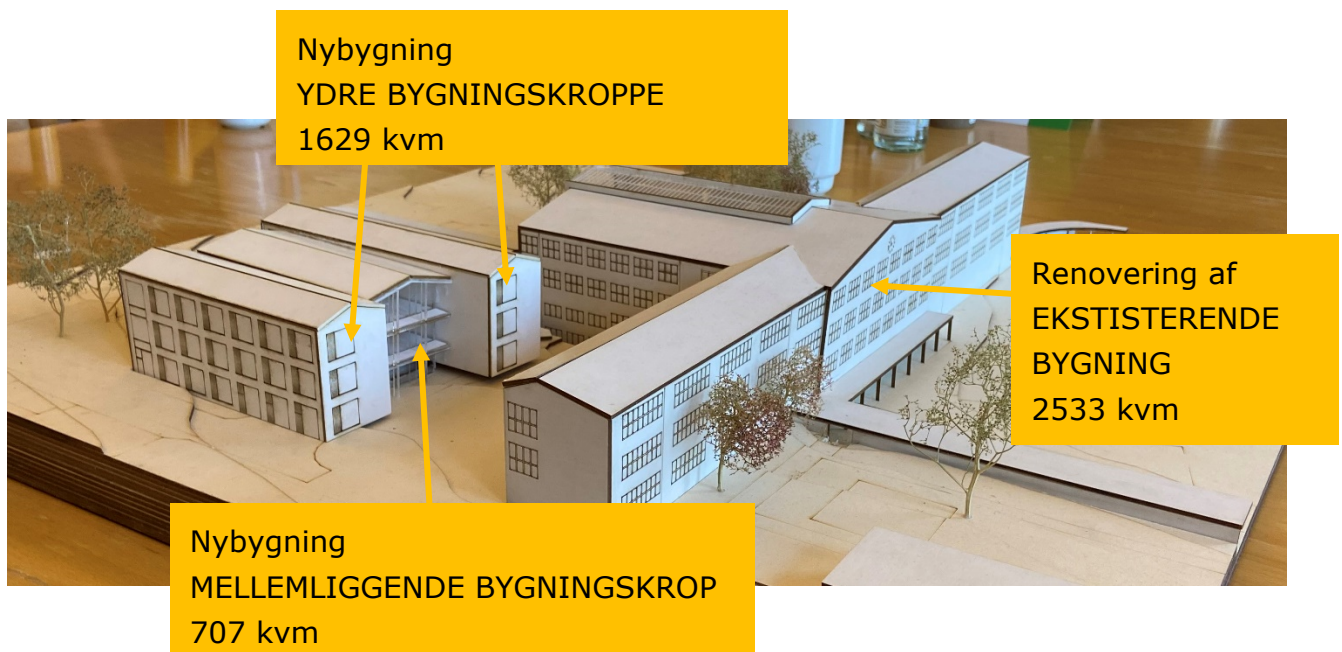 Nybygning
YDRE BYGNINGSKROPPE
1629 kvm
Renovering af
EKSTISTERENDE
BYGNING
2533 kvm
Nybygning
MELLEMLIGGENDE BYGNINGSKROP
707 kvm